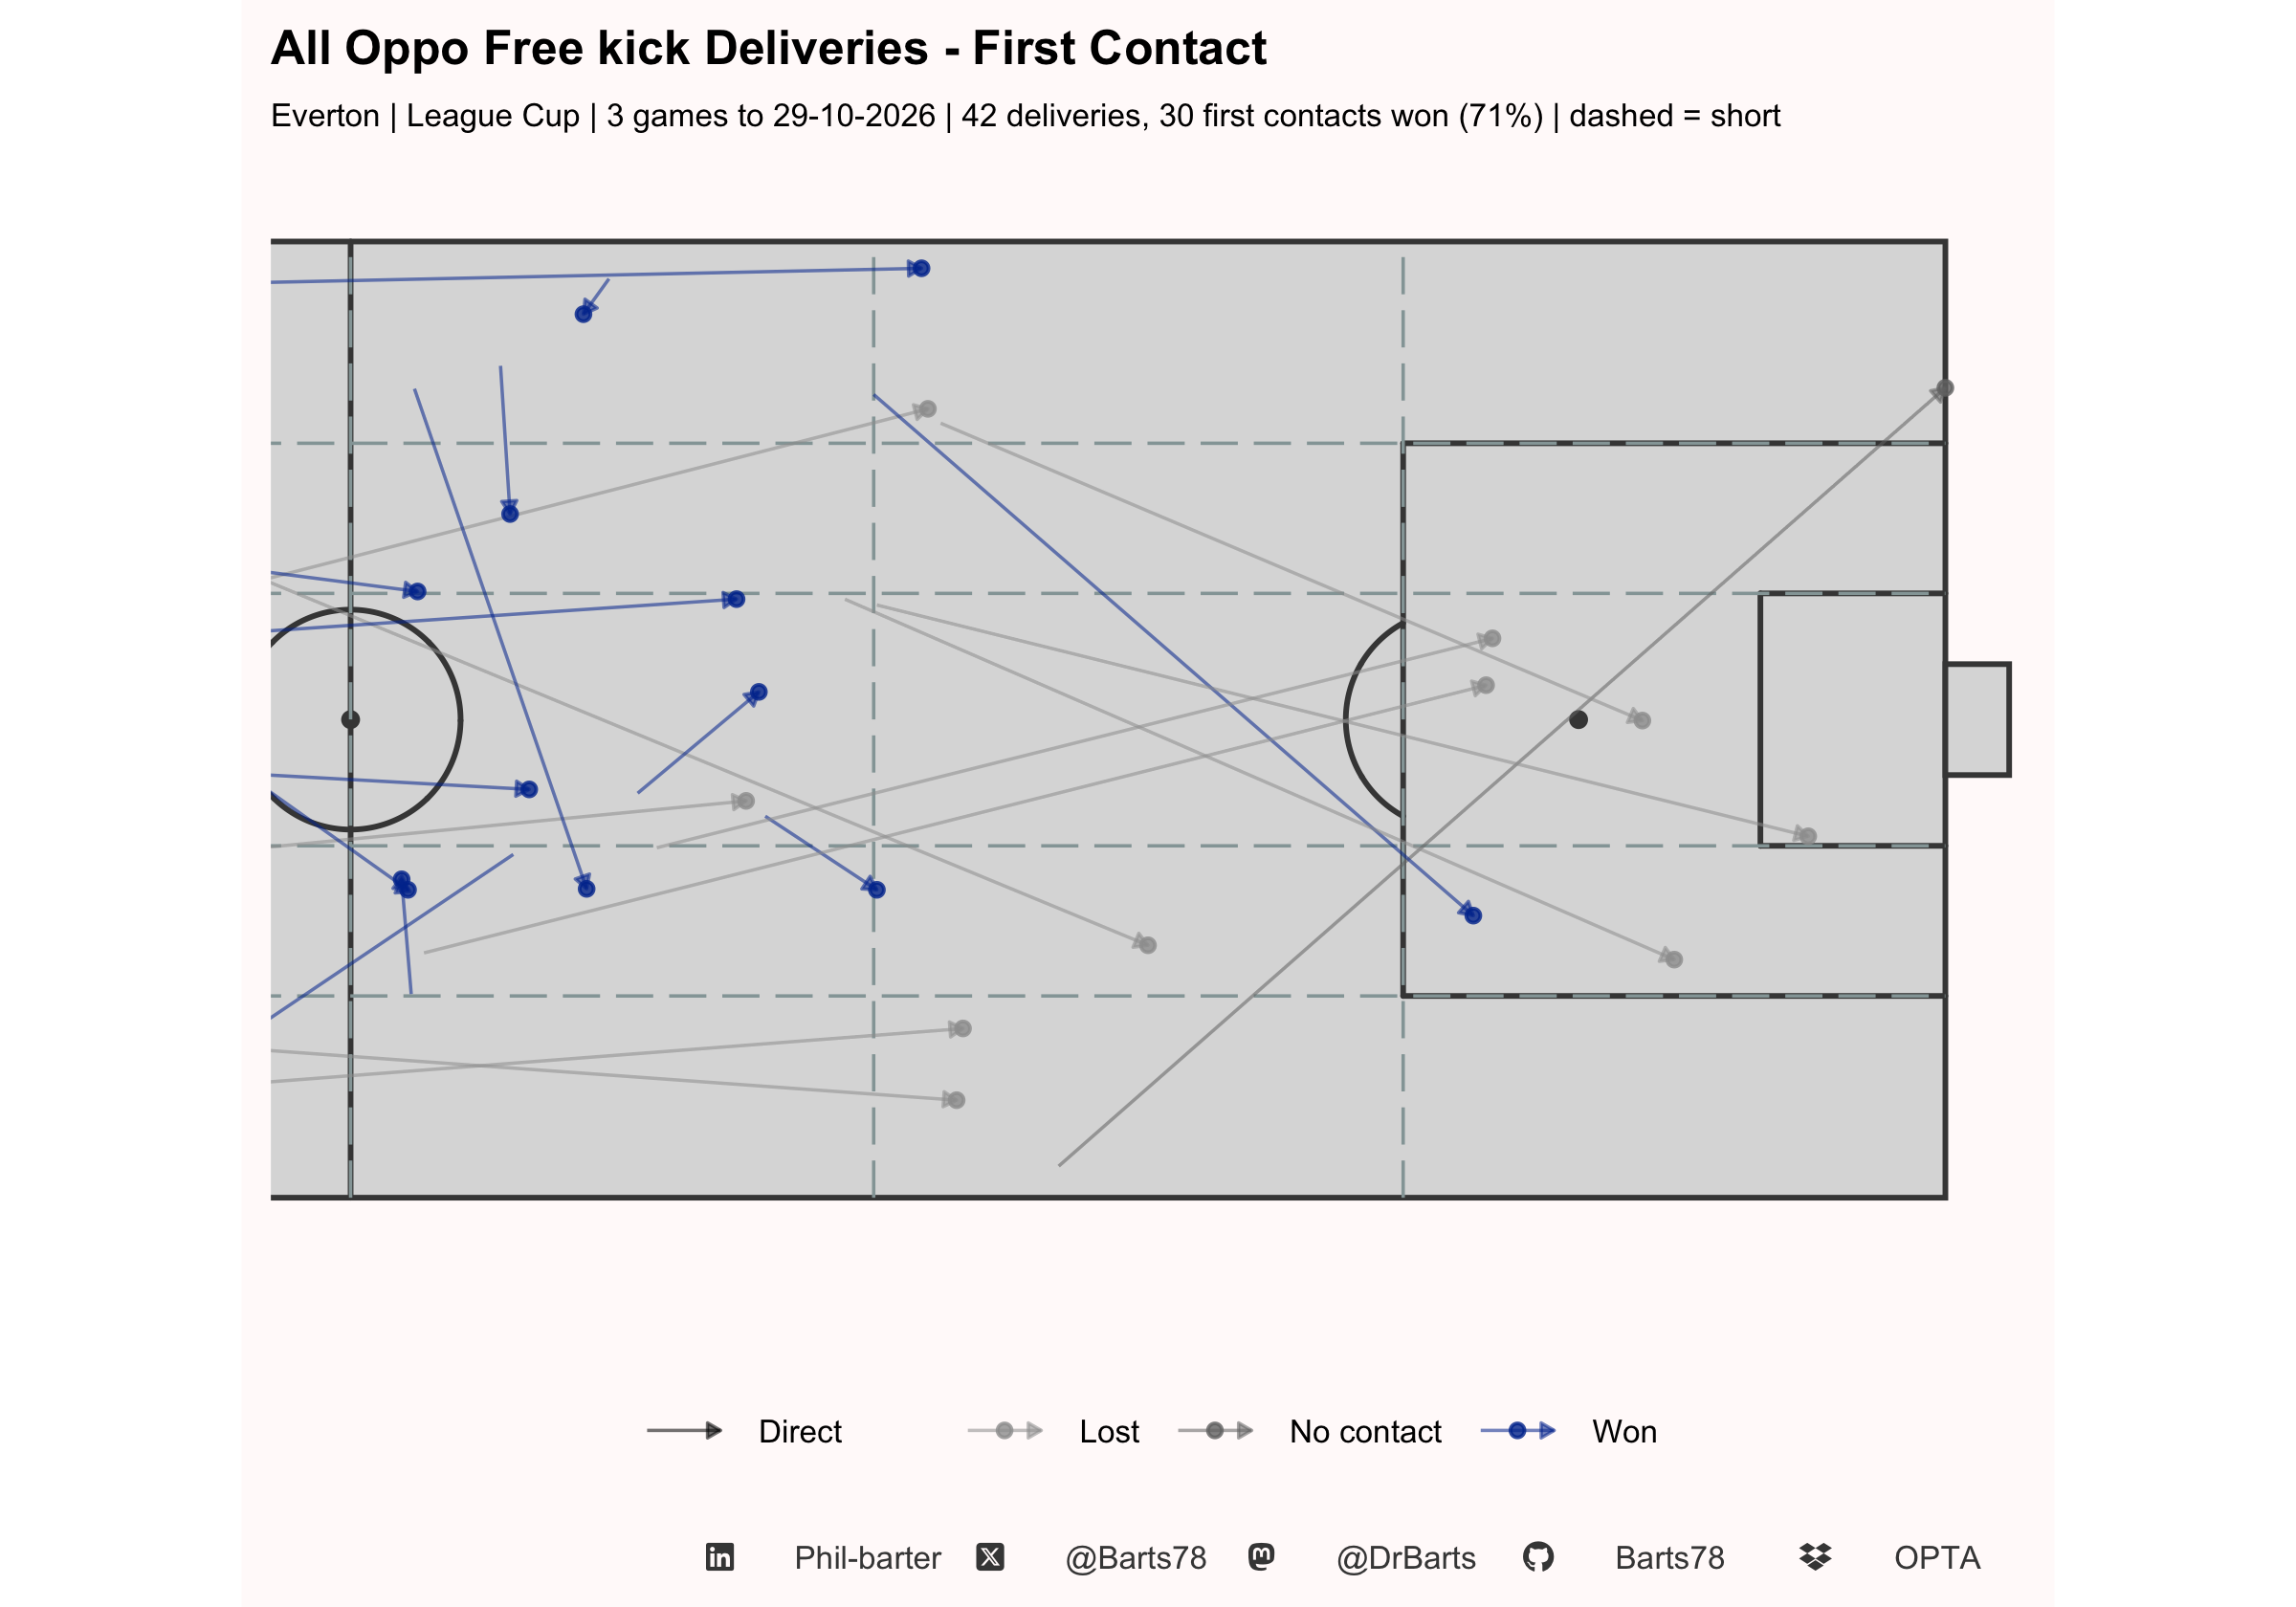 All Oppo Free kick Deliveries - First Contact
Everton | League Cup | 3 games to 29-10-2026 | 42 deliveries, 30 first contacts won (71%) | dashed = short
Direct Lost No contact Won
Phil-barter @Barts78 @DrBarts Barts78 OPTA